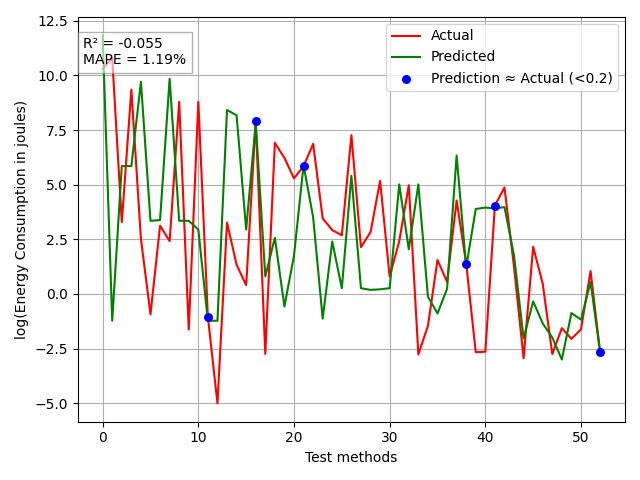 12.5
10.0
7.5
5.0
2.5
0.0
−2.5
−5.0
log(Energy Consumption in joules)
R² = -0.055
MAPE = 1.19%
Actual
Predicted
Prediction ≈ Actual (<0.2)
0
10
20
30
40
50
Test methods